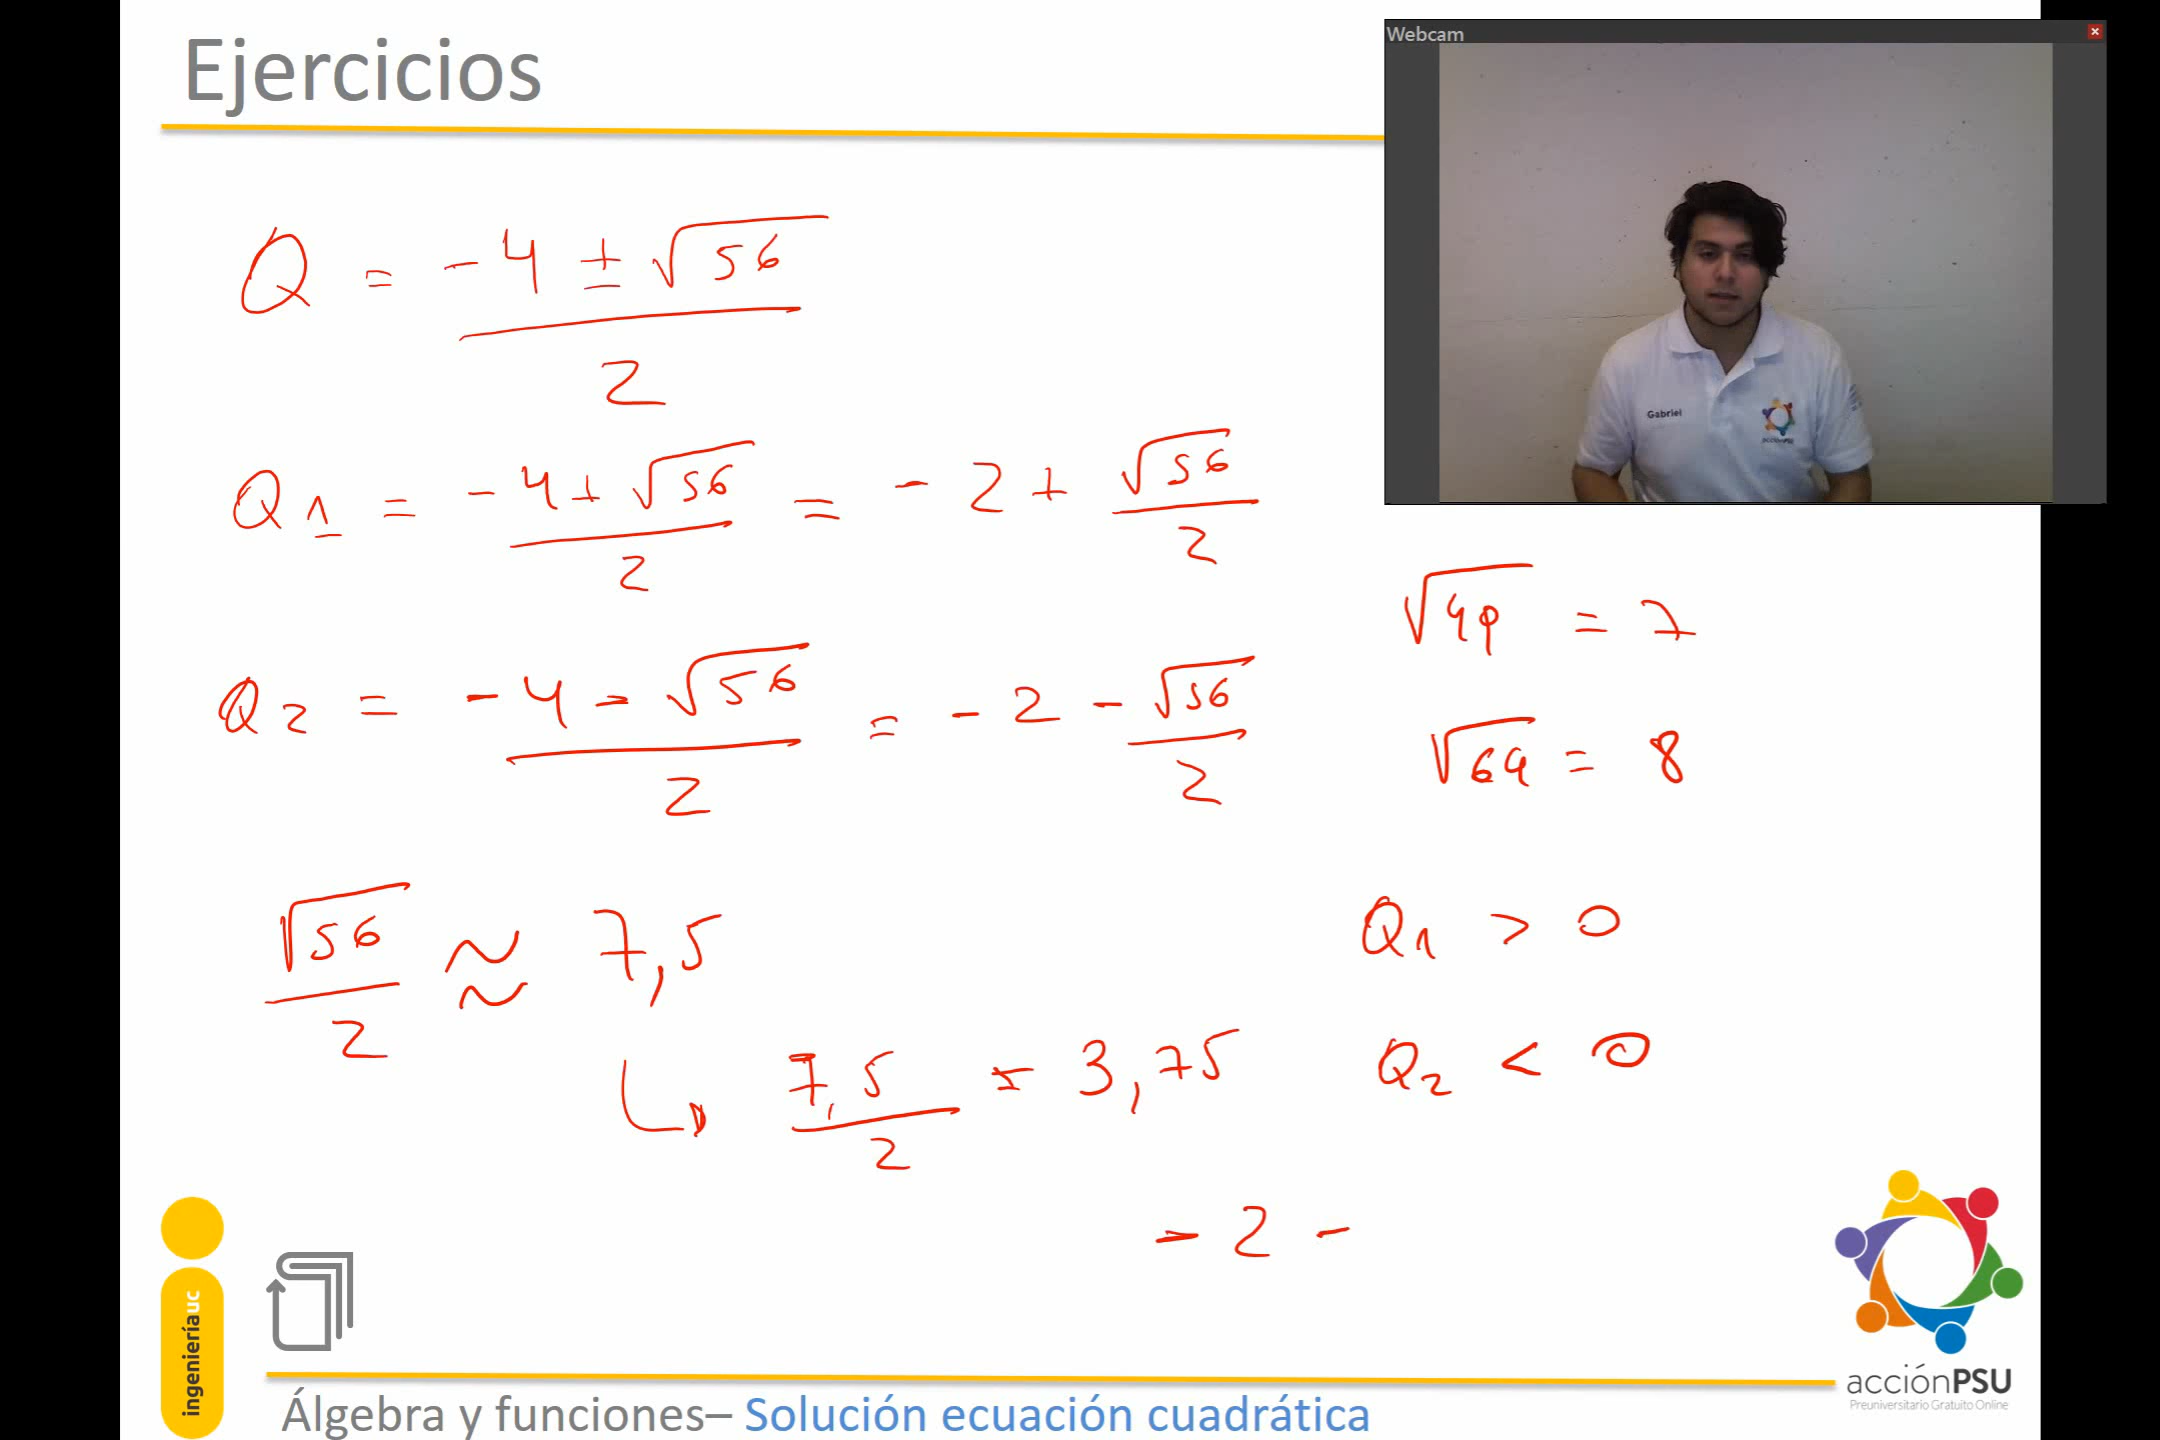 Ejercicios
Webcam
Gabriel
acciónPSU
Q = -4 ± √56 / 2
Q1 = -4 + √56 / 2 = -2 + √56 / 2
√49 = 7
Q2 = -4 - √56 / 2 = -2 - √56 / 2
√64 = 8
√56 / 2 ≈ 7,5
Q1 > 0
↳ 7,5 / 2 = 3,75
Q2 < 0
- 2 -
ingenieríauc
acciónPSU
Preuniversitario Gratuito Online
Álgebra y funciones– Solución ecuación cuadrática